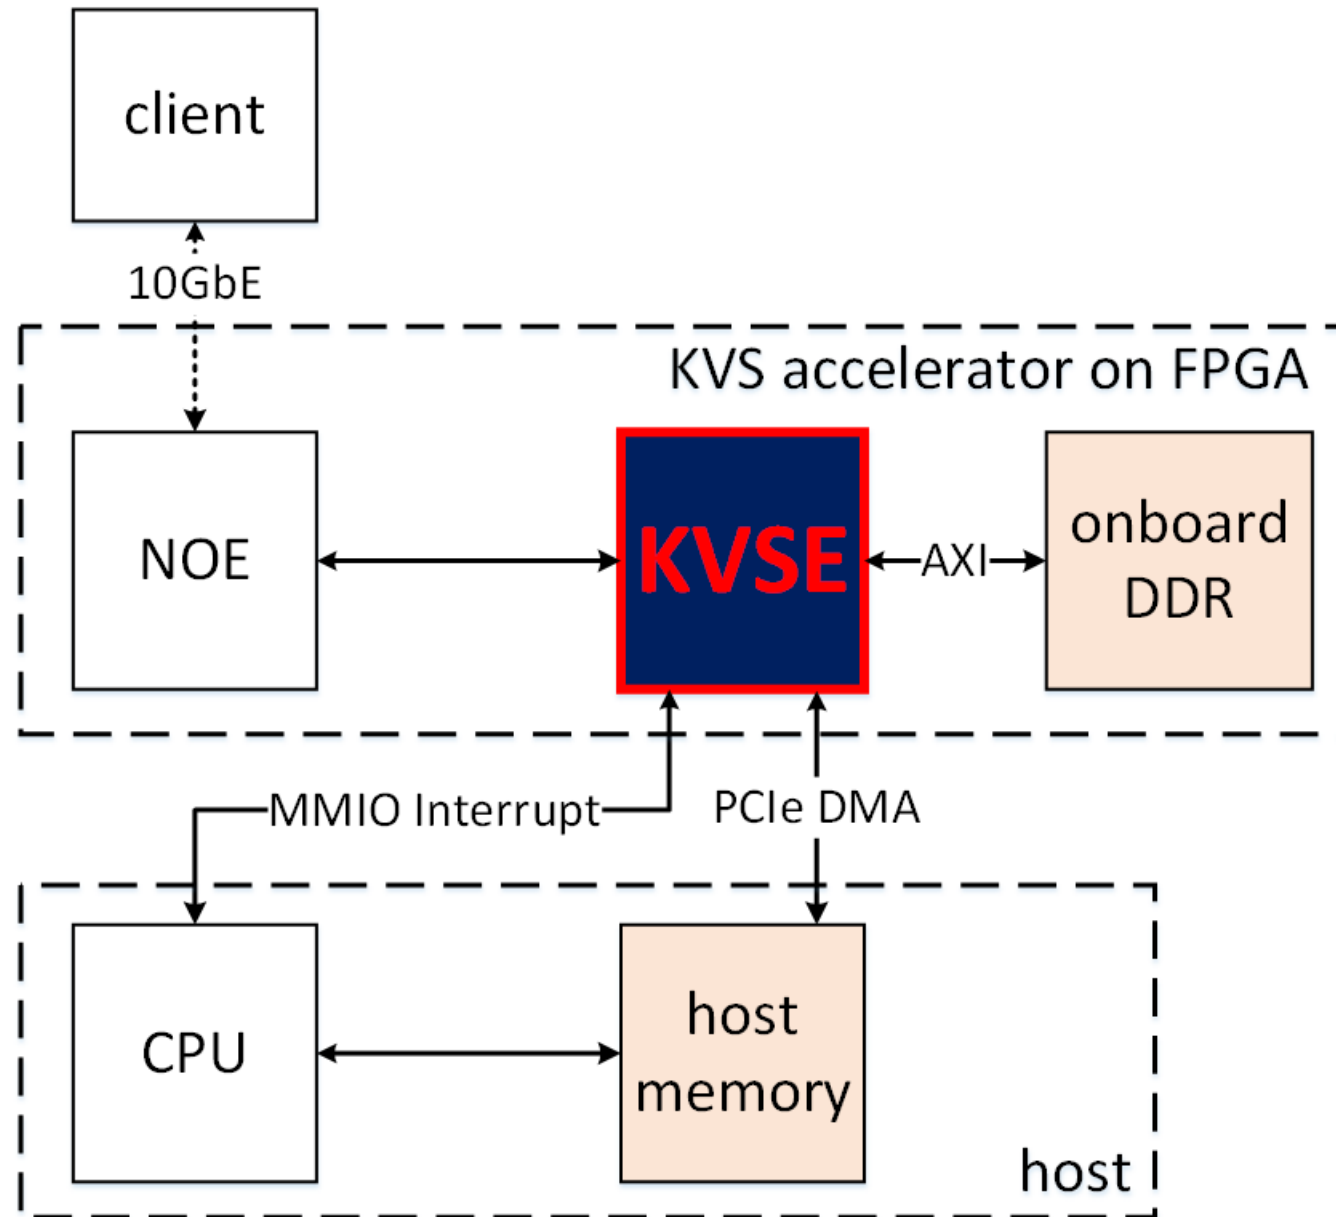 client
10GbE
KVS accelerator on FPGA
NOE
KVSE
AXI
onboard
DDR
MMIO Interrupt
PCIe DMA
CPU
host
memory
host